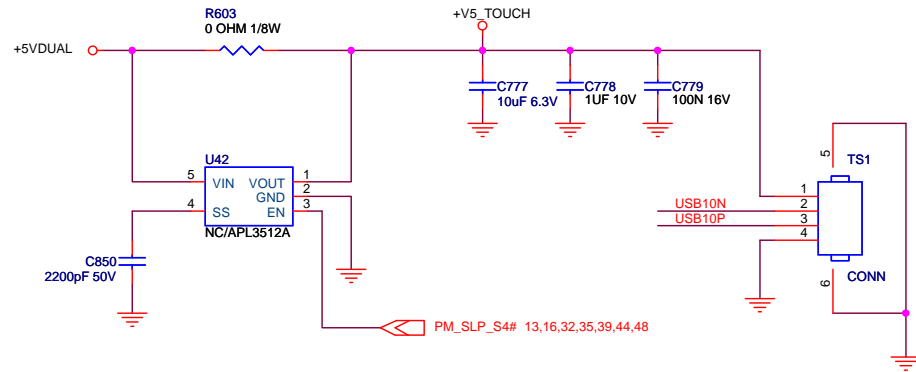 R603
0 OHM 1/8W
+5VDUAL
+V5_TOUCH
C777
10uF 6.3V
C778
1UF 10V
C779
100N 16V
U42
5 VIN VOUT 1
GND 2
4 SS EN 3
NC/APL3512A
C850
2200pF 50V
PM_SLP_S4# 13,16,32,35,39,44,48
5
TS1
1
USB10N 2
USB10P 3
4
6
CONN